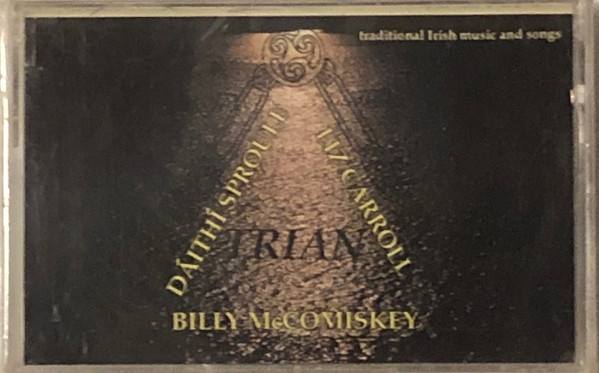 traditional Irish music and songs
DÁITHÍ SPROULE
LIZ CARROLL
TRIAN
BILLY McCOMISKEY